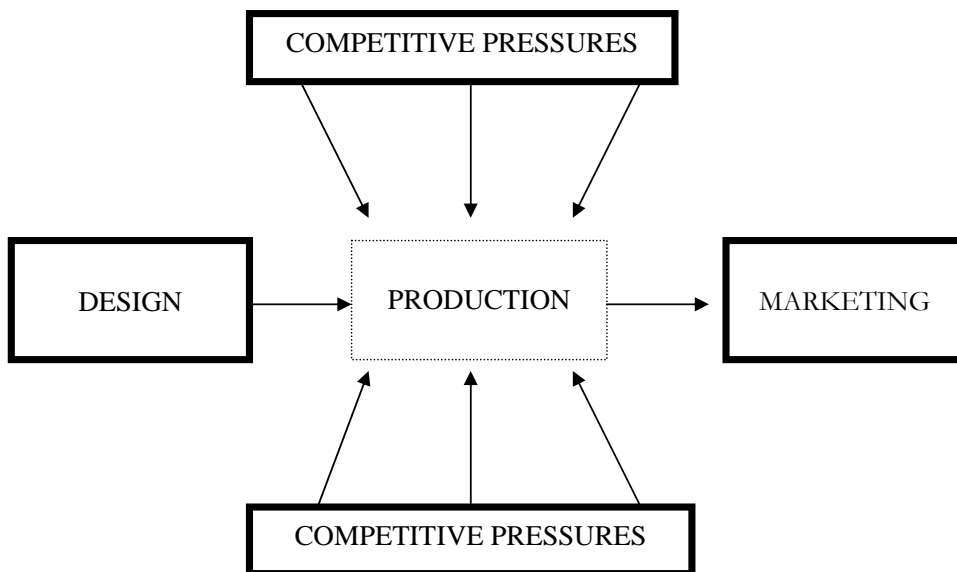 COMPETITIVE PRESSURES
DESIGN
PRODUCTION
MARKETING
COMPETITIVE PRESSURES